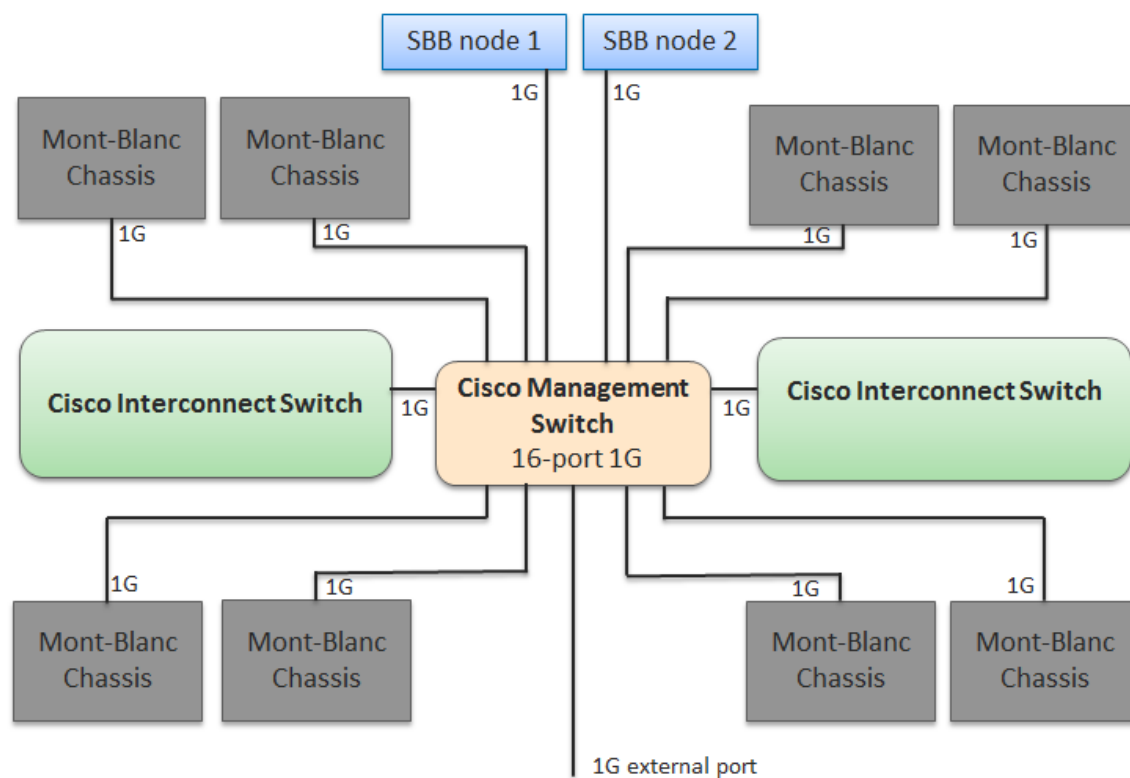 SBB node 1
SBB node 2
1G
1G
Mont-Blanc
Chassis
Mont-Blanc
Chassis
Mont-Blanc
Chassis
Mont-Blanc
Chassis
1G
1G
1G
1G
Cisco Interconnect Switch
1G
Cisco Management
Switch
16-port 1G
1G
Cisco Interconnect Switch
1G
1G
1G
1G
Mont-Blanc
Chassis
Mont-Blanc
Chassis
Mont-Blanc
Chassis
Mont-Blanc
Chassis
1G external port